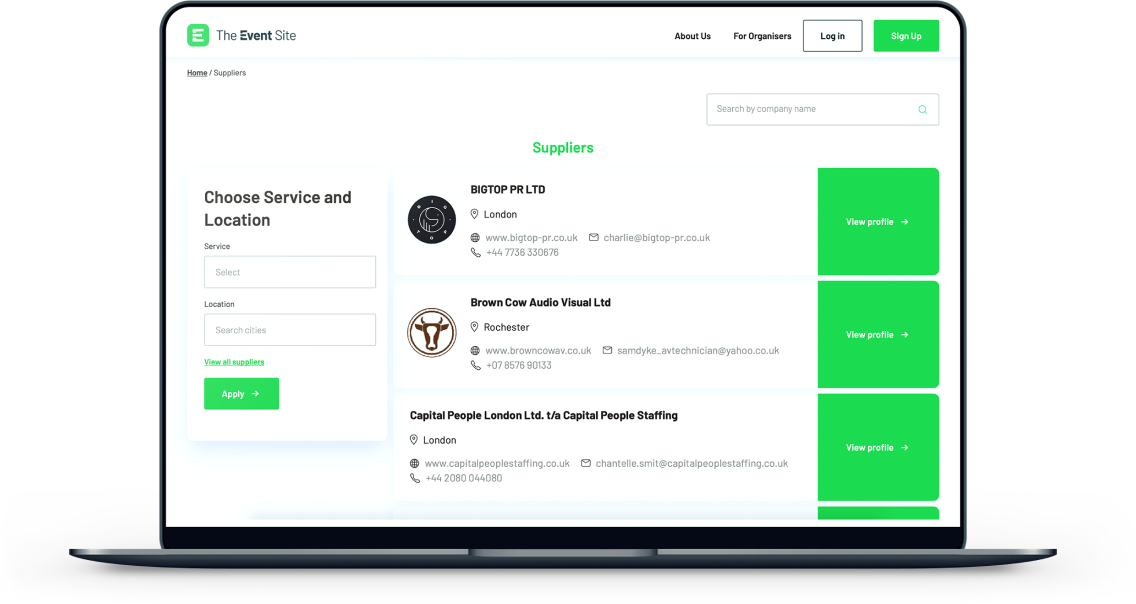 The Event Site
About Us
For Organisers
Log in
Sign Up
Home / Suppliers
Search by company name
Suppliers
Choose Service and
Location
Service
Select
Location
Search cities
View all suppliers
Apply
BIGTOP PR LTD
London
www.bigtop-pr.co.uk charlie@bigtop-pr.co.uk
+44 7736 330676
View profile
Brown Cow Audio Visual Ltd
Rochester
www.browncowav.co.uk samdyke_avtechnician@yahoo.co.uk
+07 8576 90133
View profile
Capital People London Ltd. t/a Capital People Staffing
London
www.capitalpeoplestaffing.co.uk chantelle.smit@capitalpeoplestaffing.co.uk
+44 2080 044080
View profile